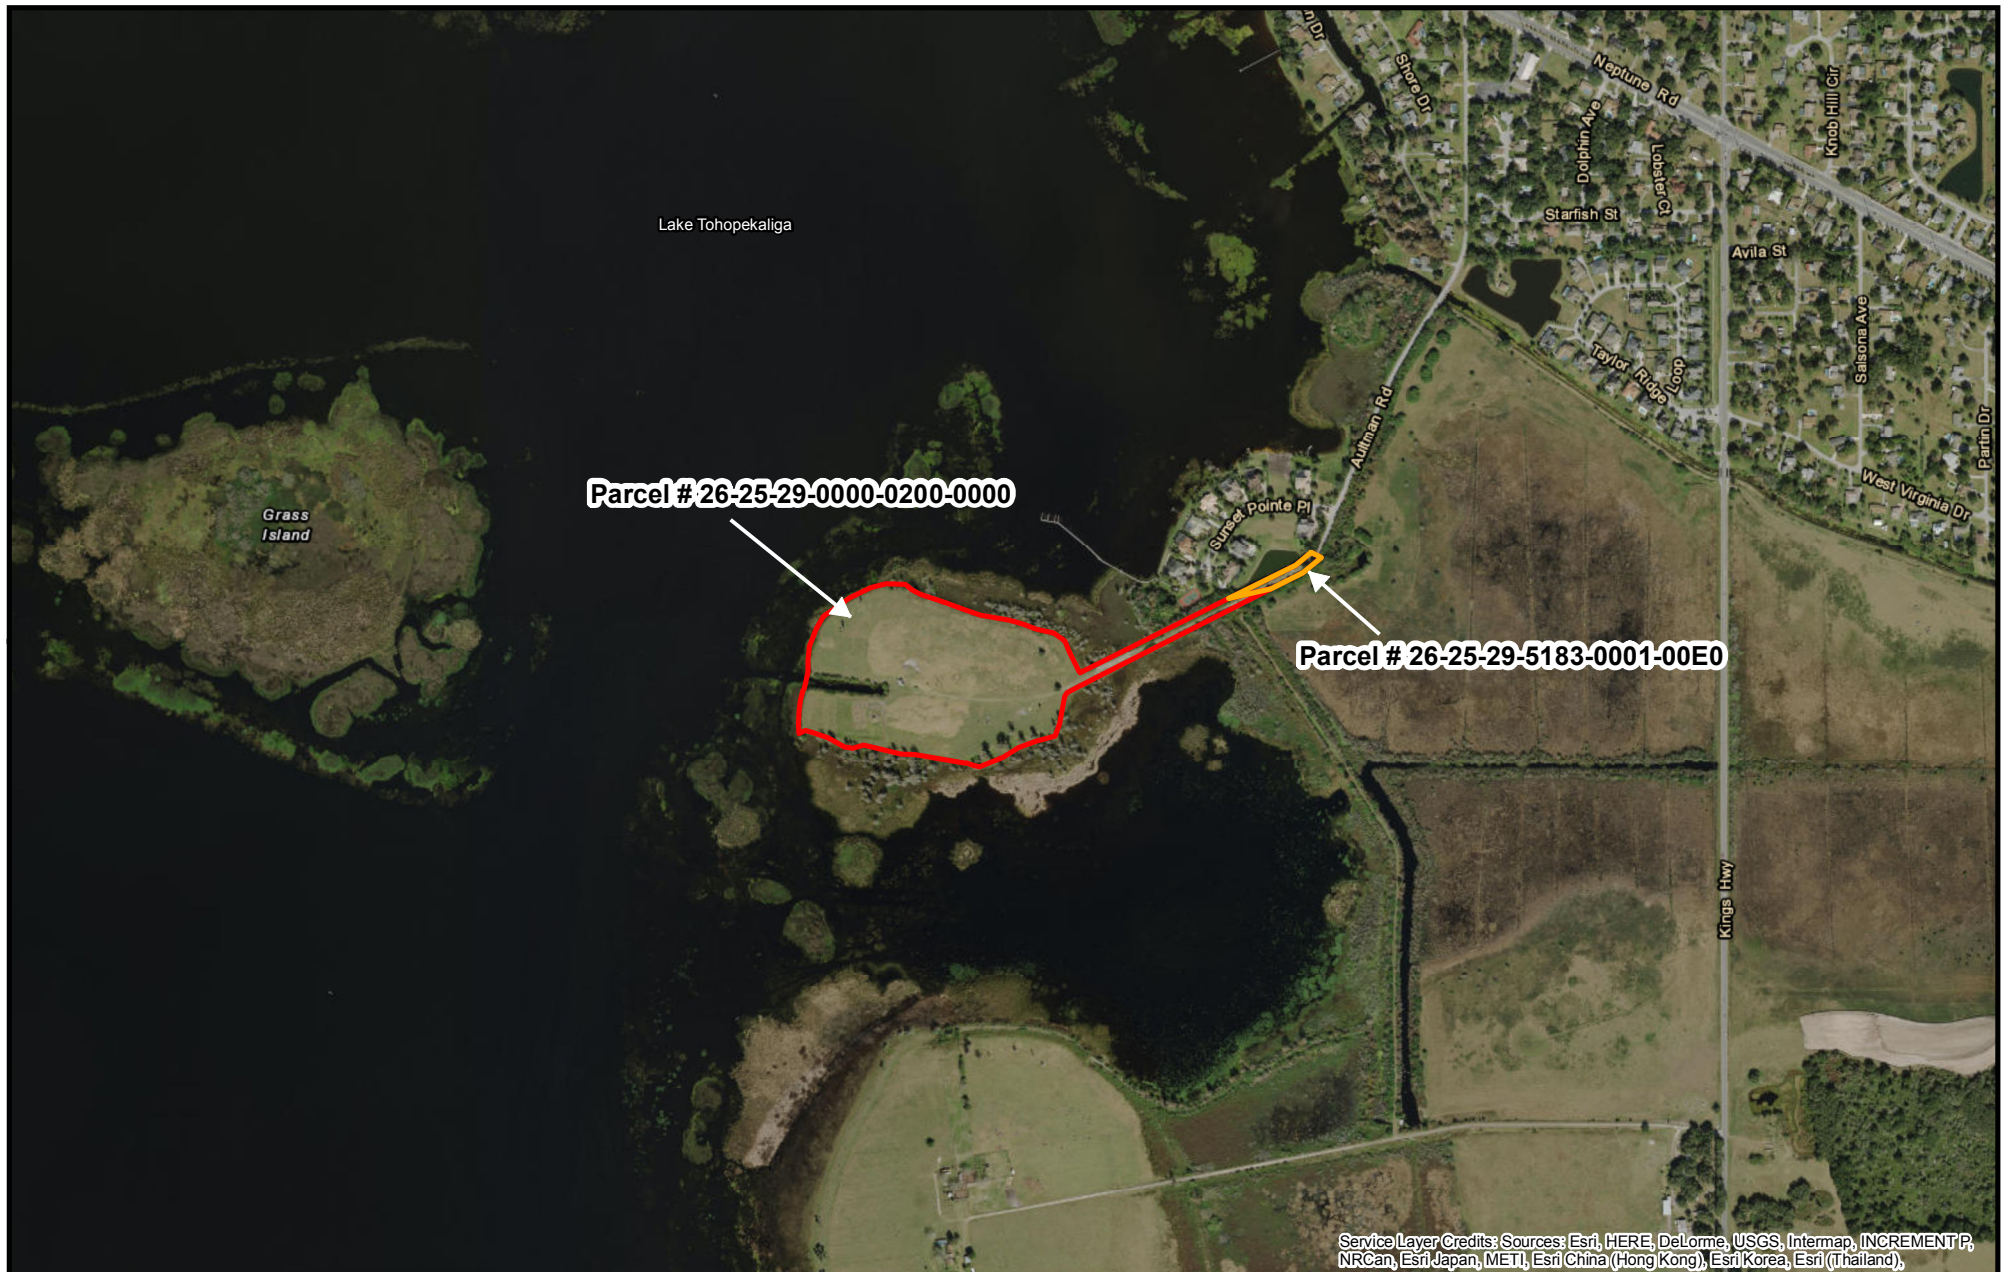 n Dr
Shore Dr
Neptune Rd
Knob Hill Cir
Dolphin Ave
Lobster Ct
Starfish St
Avila St
Lake Tohopekaliga
Salsona Ave
Taylor Ridge Loop
Aultman Rd
Partin Dr
Parcel # 26-25-29-0000-0200-0000
West Virginia Dr
Grass
Island
Sunset Pointe Pl
Parcel # 26-25-29-5183-0001-00E0
Kings Hwy
Service Layer Credits: Sources: Esri, HERE, DeLorme, USGS, Intermap, INCREMENT P,
NRCan, Esri Japan, METI, Esri China (Hong Kong), Esri Korea, Esri (Thailand),